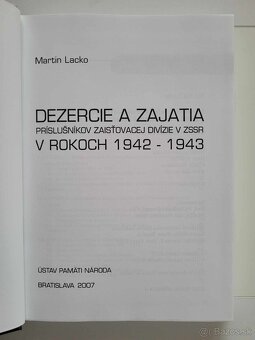 Martin Lacko
DEZERCIE A ZAJATIA
PRÍSLUŠNÍKOV ZAISŤOVACEJ DIVÍZIE V ZSSR
V ROKOCH 1942 - 1943
ÚSTAV PAMÄTI NÁRODA
BRATISLAVA 2007